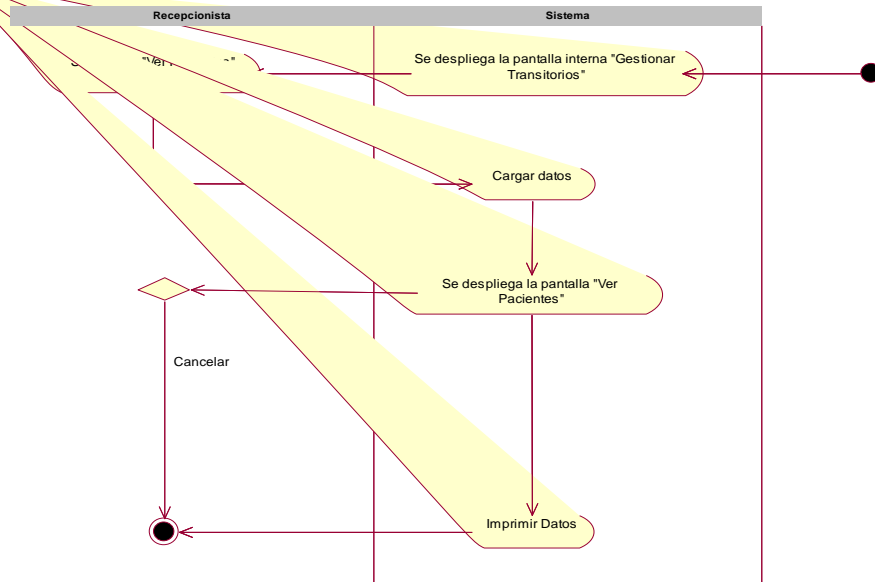 Recepcionista
Sistema
Se despliega la pantalla interna "Gestionar
Transitorios"
Cargar datos
Se despliega la pantalla "Ver
Pacientes"
Cancelar
Imprimir Datos